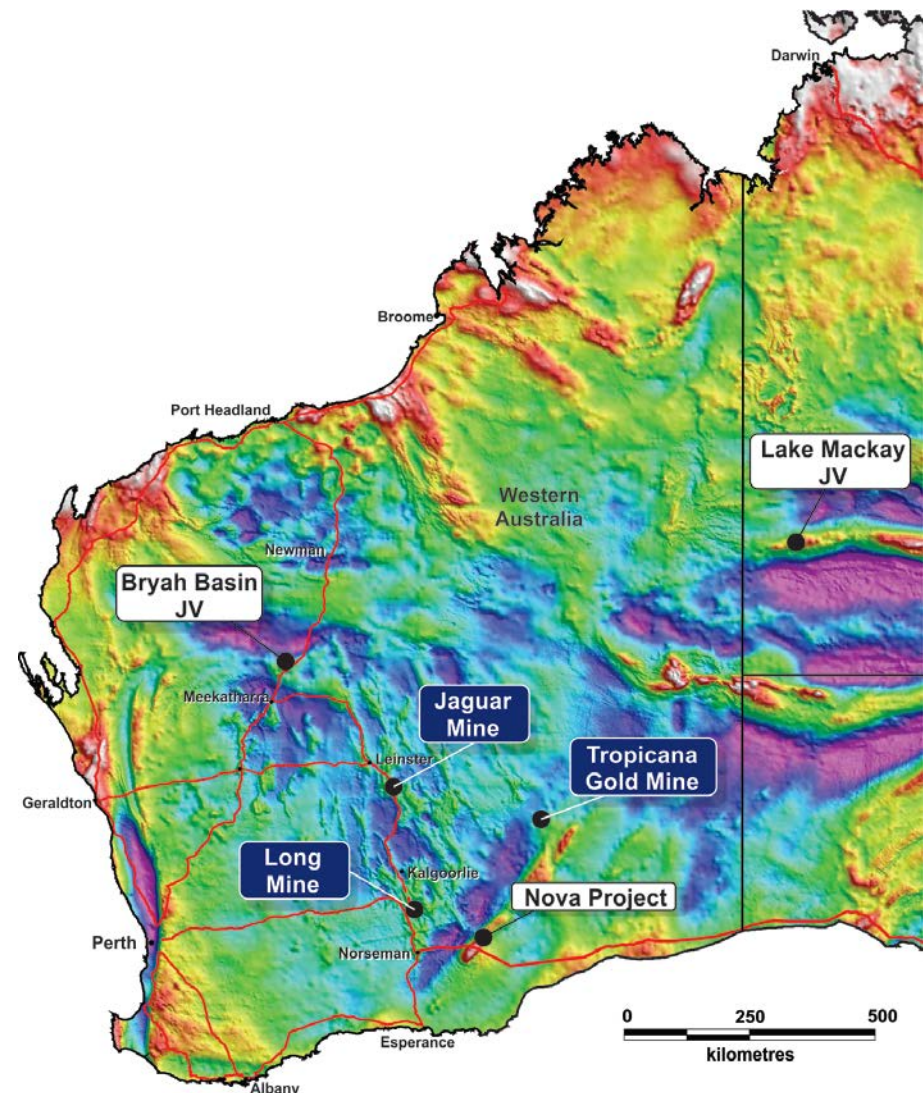 Darwin
Broome
Port Headland
Lake Mackay
JV
Western
Australia
Newman
Bryah Basin
JV
Meekatharra
Jaguar
Mine
Leinster
Tropicana
Gold Mine
Geraldton
Long
Mine
Kalgoorlie
Nova Project
Perth
Norseman
Esperance
Albany
0 250 500
kilometres